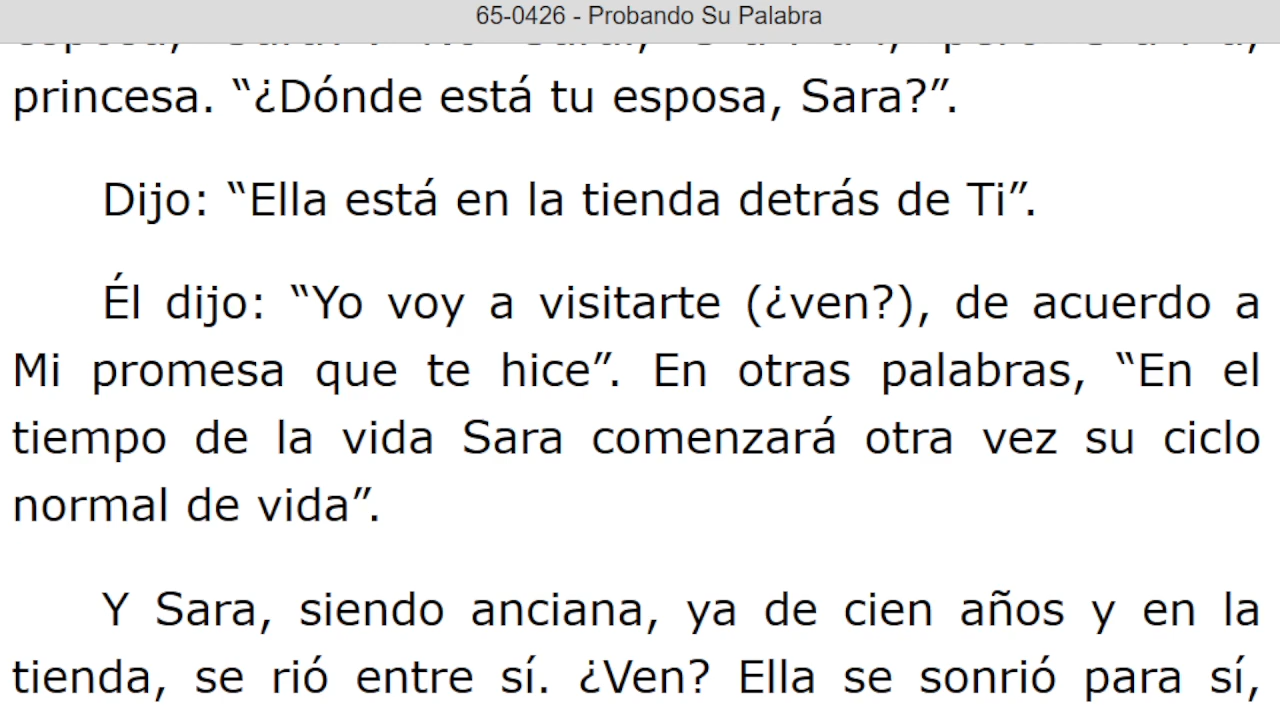 65-0426 - Probando Su Palabra
princesa. “¿Dónde está tu esposa, Sara?”.
Dijo: “Ella está en la tienda detrás de Ti”.
Él dijo: “Yo voy a visitarte (¿ven?), de acuerdo a
Mi promesa que te hice”. En otras palabras, “En el
tiempo de la vida Sara comenzará otra vez su ciclo
normal de vida”.
Y Sara, siendo anciana, ya de cien años y en la
tienda, se rió entre sí. ¿Ven? Ella se sonrió para sí,